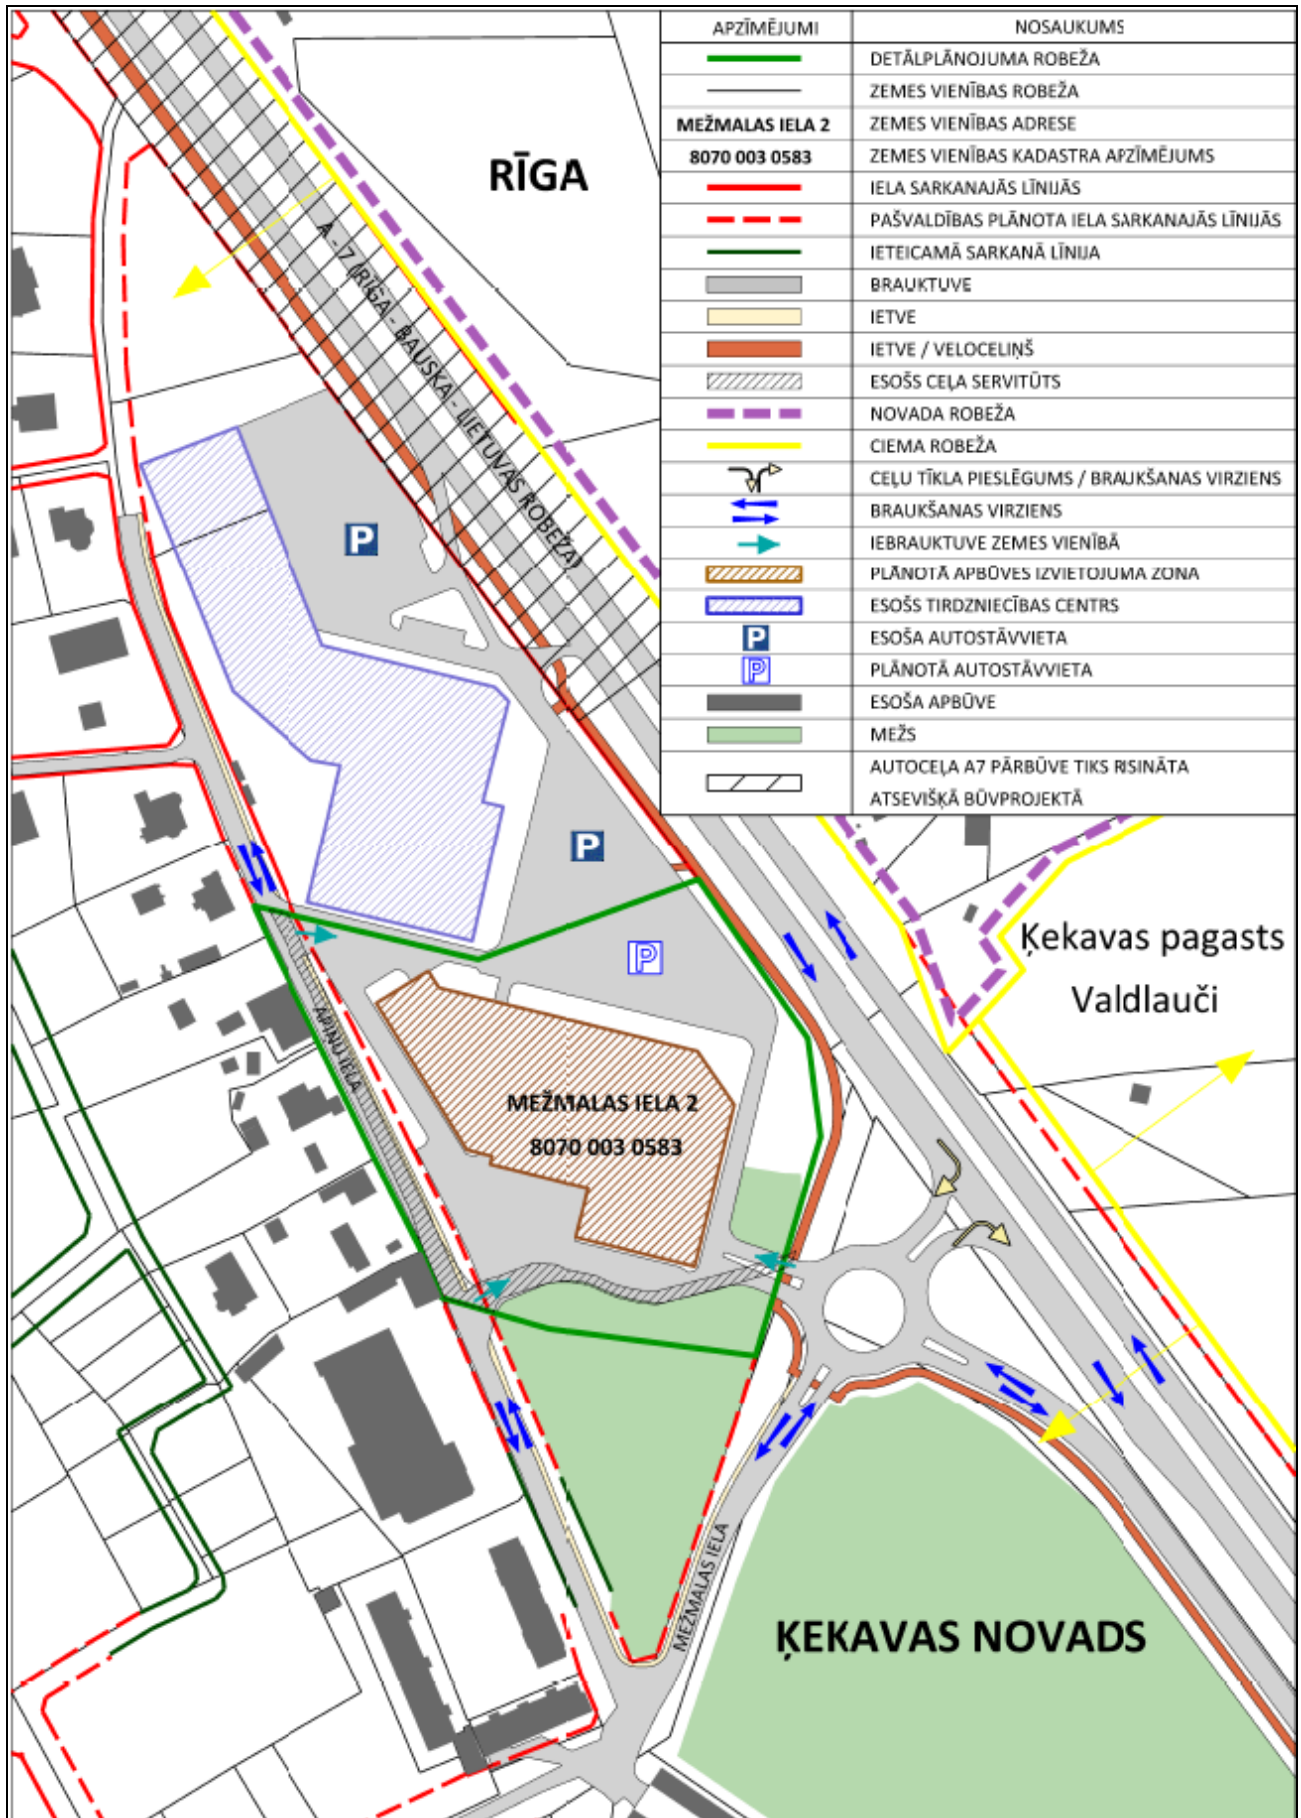 APZĪMĒJUMI NOSAUKUMS
DETĀLPLĀNOJUMA ROBEŽA
ZEMES VIENĪBAS ROBEŽA
MEŽMALAS IELA 2 ZEMES VIENĪBAS ADRESE
8070 003 0583 ZEMES VIENĪBAS KADASTRA APZĪMĒJUMS
IELA SARKANAJĀS LĪNIJĀS
PAŠVALDĪBAS PLĀNOTA IELA SARKANAJĀS LĪNIJĀS
IETEICAMĀ SARKANĀ LĪNIJA
BRAUKTUVE
IETVE
IETVE / VELOCELIŅŠ
ESOŠS CEĻA SERVITŪTS
NOVADA ROBEŽA
CIEMA ROBEŽA
CEĻU TĪKLA PIESLĒGUMS / BRAUKŠANAS VIRZIENS
BRAUKŠANAS VIRZIENS
IEBRAUKTUVE ZEMES VIENĪBĀ
PLĀNOTĀ APBŪVES IZVIETOJUMA ZONA
ESOŠS TIRDZNIECĪBAS CENTRS
P ESOŠA AUTOSTĀVVIETA
P PLĀNOTĀ AUTOSTĀVVIETA
ESOŠA APBŪVE
MEŽS
AUTOCEĻA A7 PĀRBŪVE TIKS RISINĀTA
ATSEVIŠĶĀ BŪVPROJEKTĀ
RĪGA
A - 7 (RĪGA - BAUSKA - LIETUVAS ROBEŽA)
P
P
P
Ķekavas pagasts
Valdlauči
APIŅU IELA
MEŽMALAS IELA 2
8070 003 0583
MEŽMALAS IELA
ĶEKAVAS NOVADS